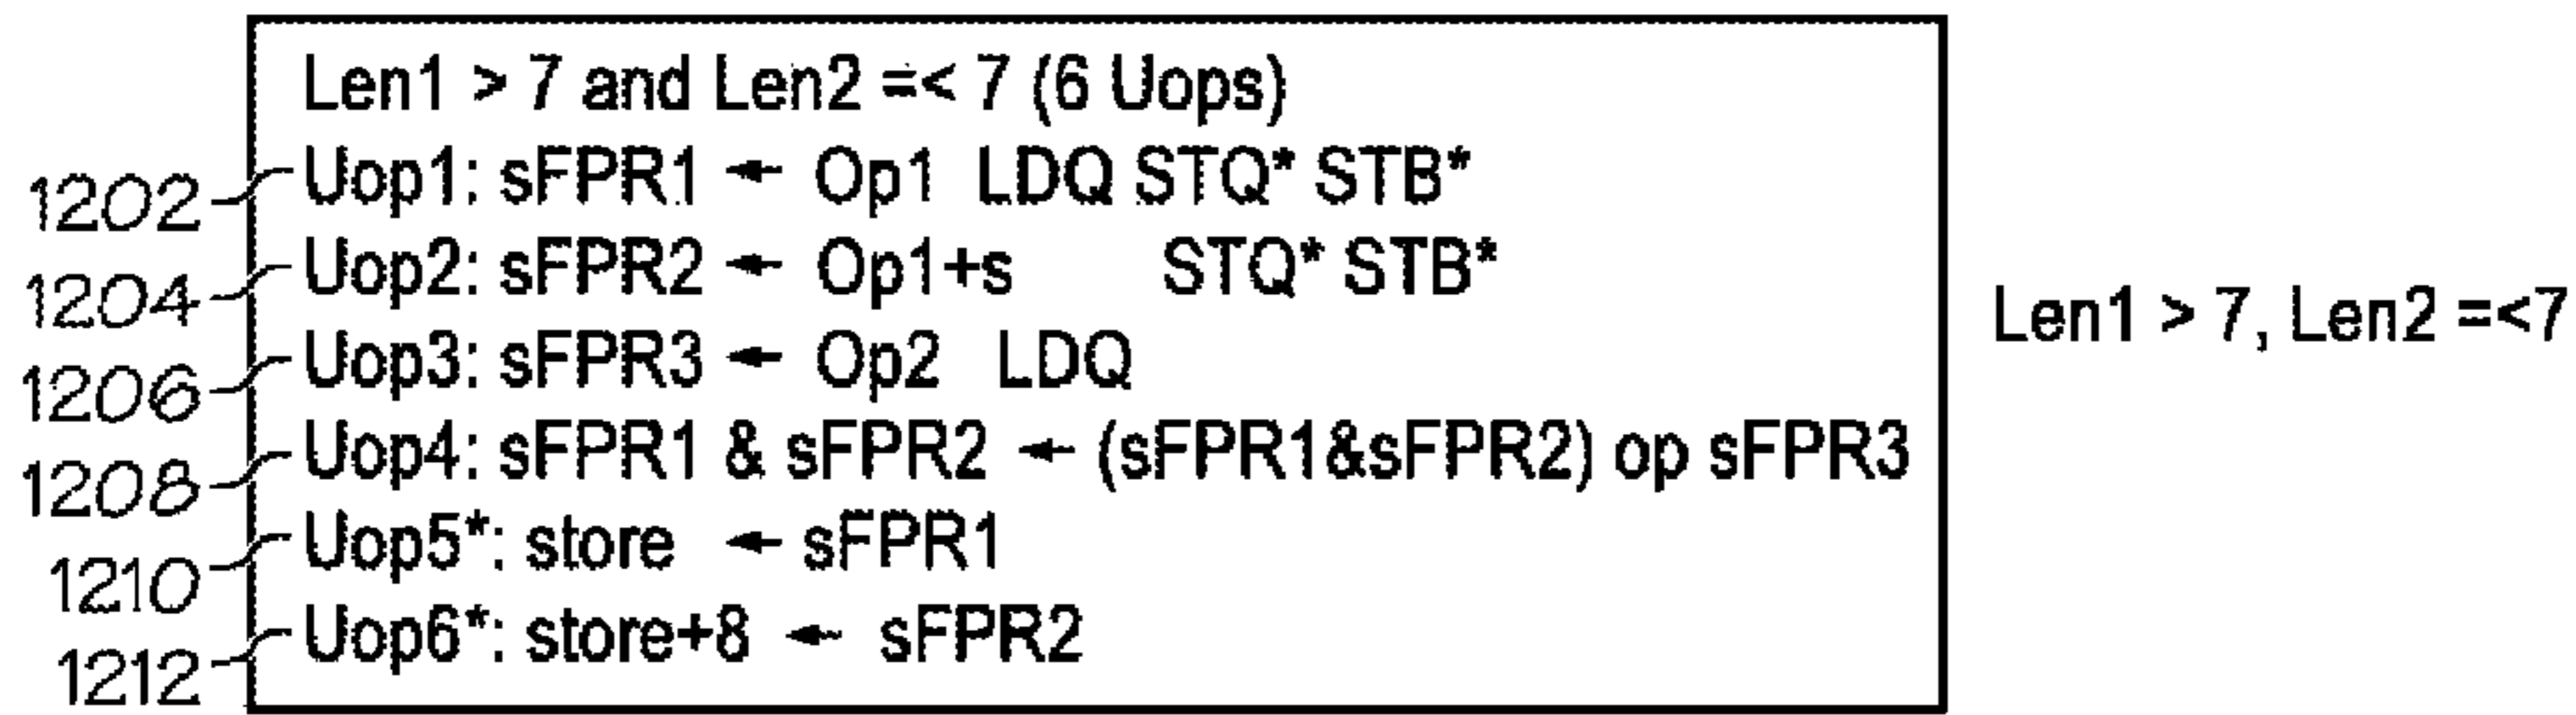 Len1 > 7 and Len2 =< 7 (6 Uops)
1202 Uop1: sFPR1 ← Op1 LDQ STQ* STB*
1204 Uop2: sFPR2 ← Op1+s STQ* STB*
Len1 > 7, Len2 =<7
1206 Uop3: sFPR3 ← Op2 LDQ
1208 Uop4: sFPR1 & sFPR2 ← (sFPR1&sFPR2) op sFPR3
1210 Uop5*: store ← sFPR1
1212 Uop6*: store+8 ← sFPR2